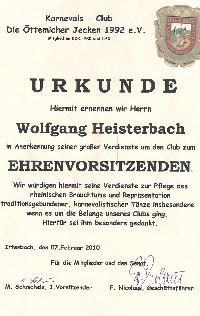 Karnevals - Club
Die Öttemicher Jecken 1992 e.V.
URKUNDE
Hiermit ernennen wir Herrn
Wolfgang Heisterbach
in Anerkennung seiner großer Verdienste um den Club zum
EHRENVORSITZENDEN
Wir würdigen hiermit seine Verdienste zur Pflege des
rheinischen Brauchtums und Repräsentation
traditionsgebundener, karnevalistischer Tänze insbesondere
wenn es um die Belange unseres Clubs ging.
Hierfür sei ihm besonders gedankt.
Ittenbach, den 07.Februar 2010
Für die Mitglieder und den Senat
M. Schmcheda, 1.Vorsitzender
F. Nicolaus, Geschäftsführer